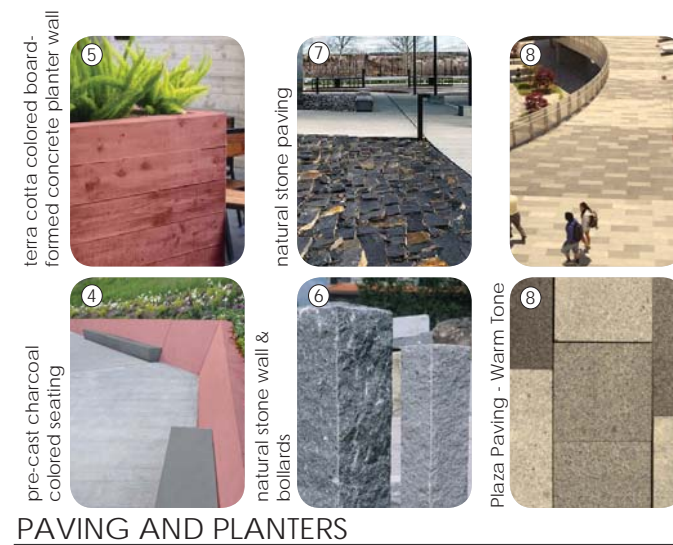 5
terra cotta colored board-
formed concrete planter wall
7
natural stone paving
8
4
pre-cast charcoal
colored seating
6
natural stone wall &
bollards
8
Plaza Paving - Warm Tone
PAVING AND PLANTERS